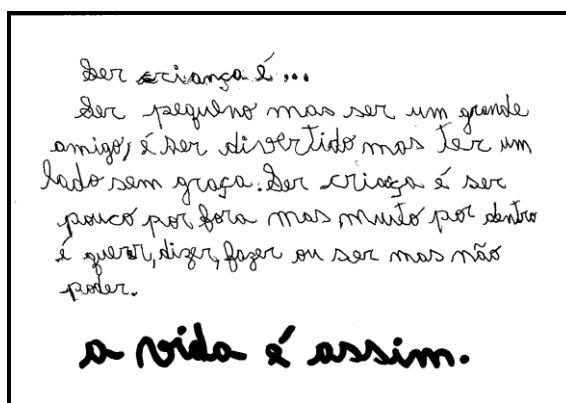 Ser criança é...
Ser pequeno mas ser um grande
amigo, é ser divertido mas ter um
lado sem graça. Ser criaça é ser
pouco por fora mas muito por dentro
é querer, dizer, fazer ou ser mas não
poder.
a vida é assim.